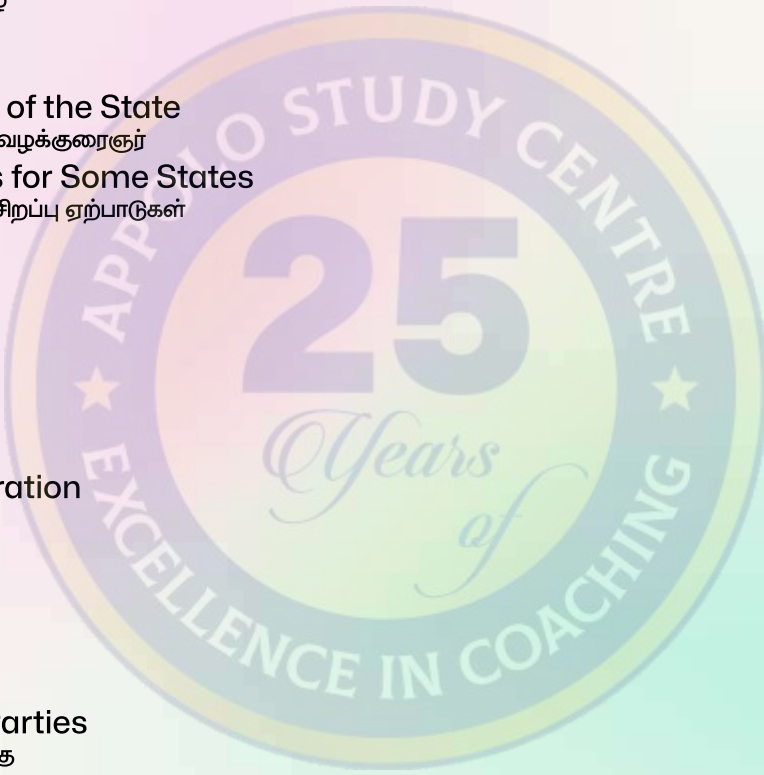 of the State
வழக்குரைஞர்
s for Some States
சிறப்பு ஏற்பாடுகள்
APPOLO STUDY CENTRE
25
Years
of
EXCELLENCE IN COACHING
ration
arties